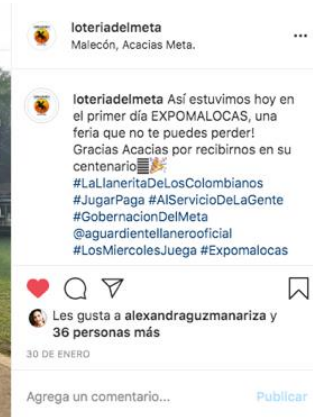 loteriadelmeta
Malecón, Acacias Meta.
loteriadelmeta Así estuvimos hoy en
el primer día EXPOMALOCAS, una
feria que no te puedes perder!
Gracias Acacias por recibirnos en su
centenario
#LaLlaneritaDeLosColombianos
#JugarPaga #AlServicioDeLaGente
#GobernacionDelMeta
@aguardientellanerooficial
#LosMiercolesJuega #Expomalocas
Les gusta a alexandraguzmanariza y
36 personas más
30 DE ENERO
Agrega un comentario...
Publicar